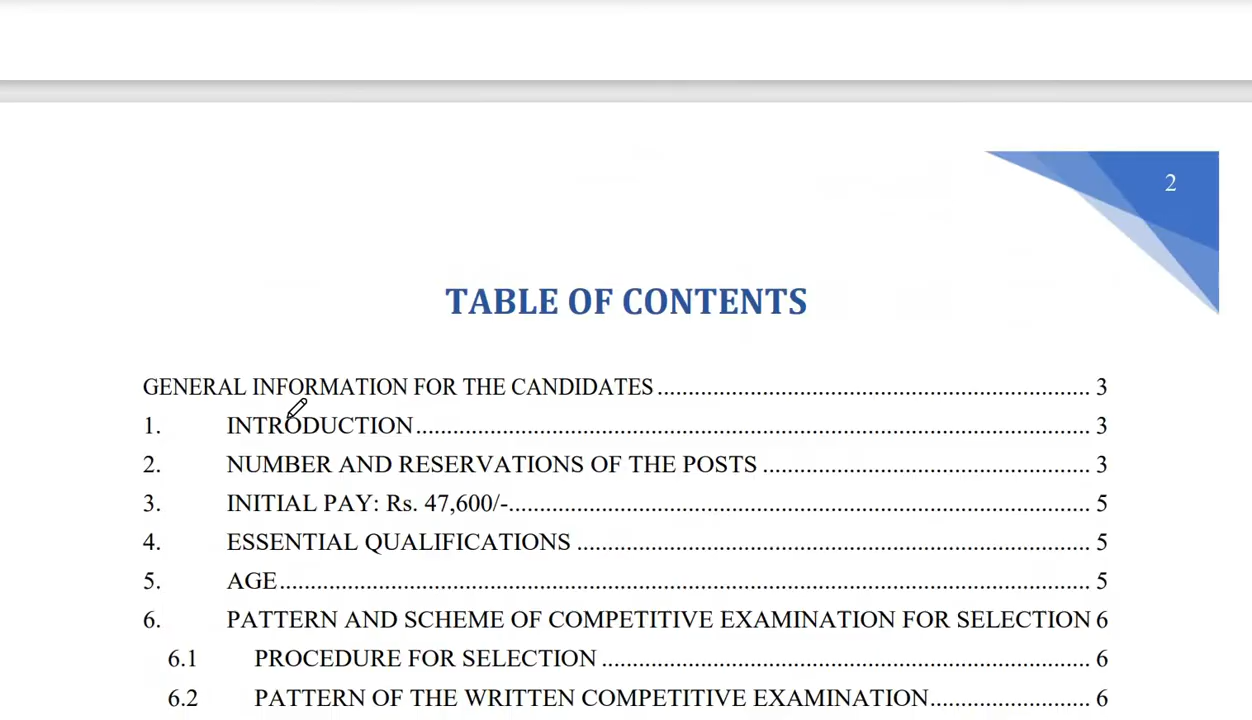 2
TABLE OF CONTENTS
GENERAL INFORMATION FOR THE CANDIDATES ........................................................................ 3
1. INTRODUCTION ............................................................................................................. 3
2. NUMBER AND RESERVATIONS OF THE POSTS ..................................................... 3
3. INITIAL PAY: Rs. 47,600/-.............................................................................................. 5
4. ESSENTIAL QUALIFICATIONS ................................................................................... 5
5. AGE ................................................................................................................................... 5
6. PATTERN AND SCHEME OF COMPETITIVE EXAMINATION FOR SELECTION 6
6.1 PROCEDURE FOR SELECTION ............................................................................... 6
6.2 PATTERN OF THE WRITTEN COMPETITIVE EXAMINATION .......................... 6